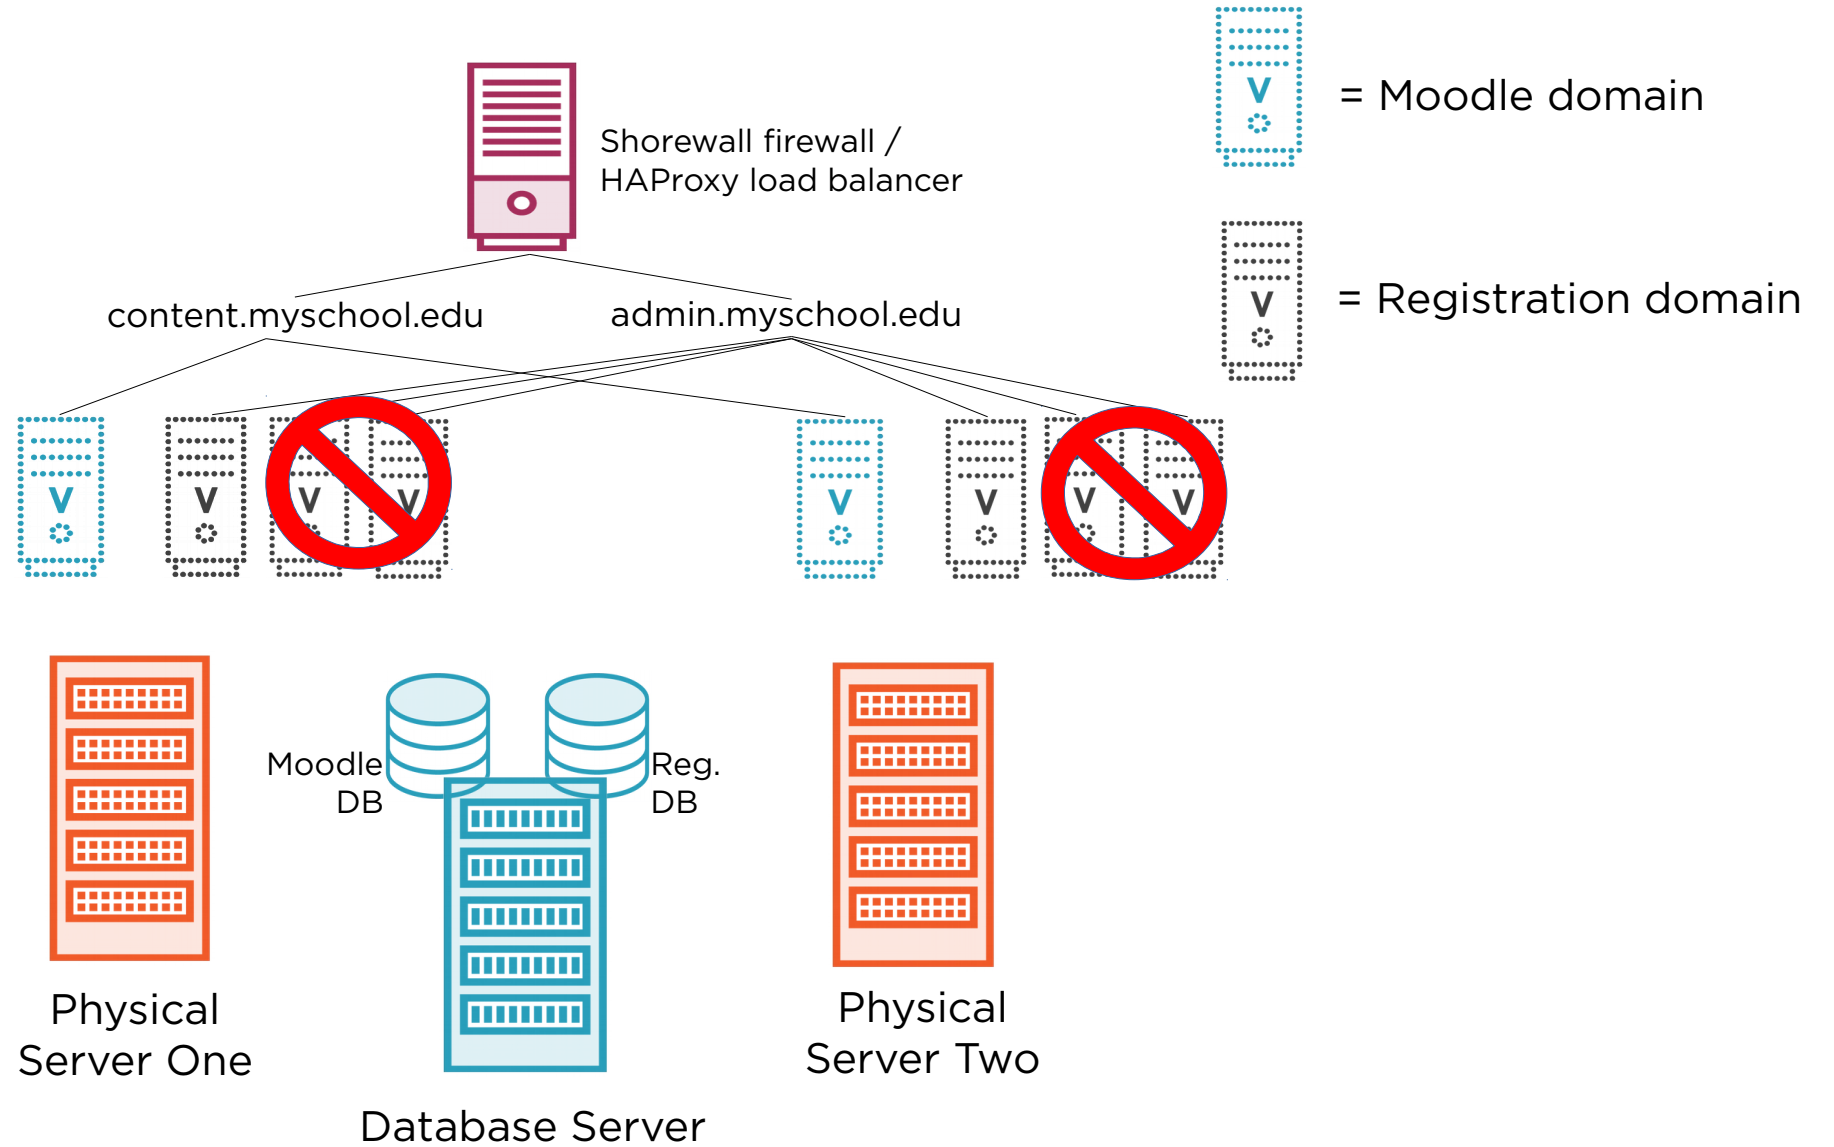 Shorewall firewall /
HAProxy load balancer
V
= Moodle domain
V
= Registration domain
content.myschool.edu
admin.myschool.edu
V
V
V
V
V
V
V
V
Moodle
DB
Reg.
DB
Physical
Server One
Physical
Server Two
Database Server